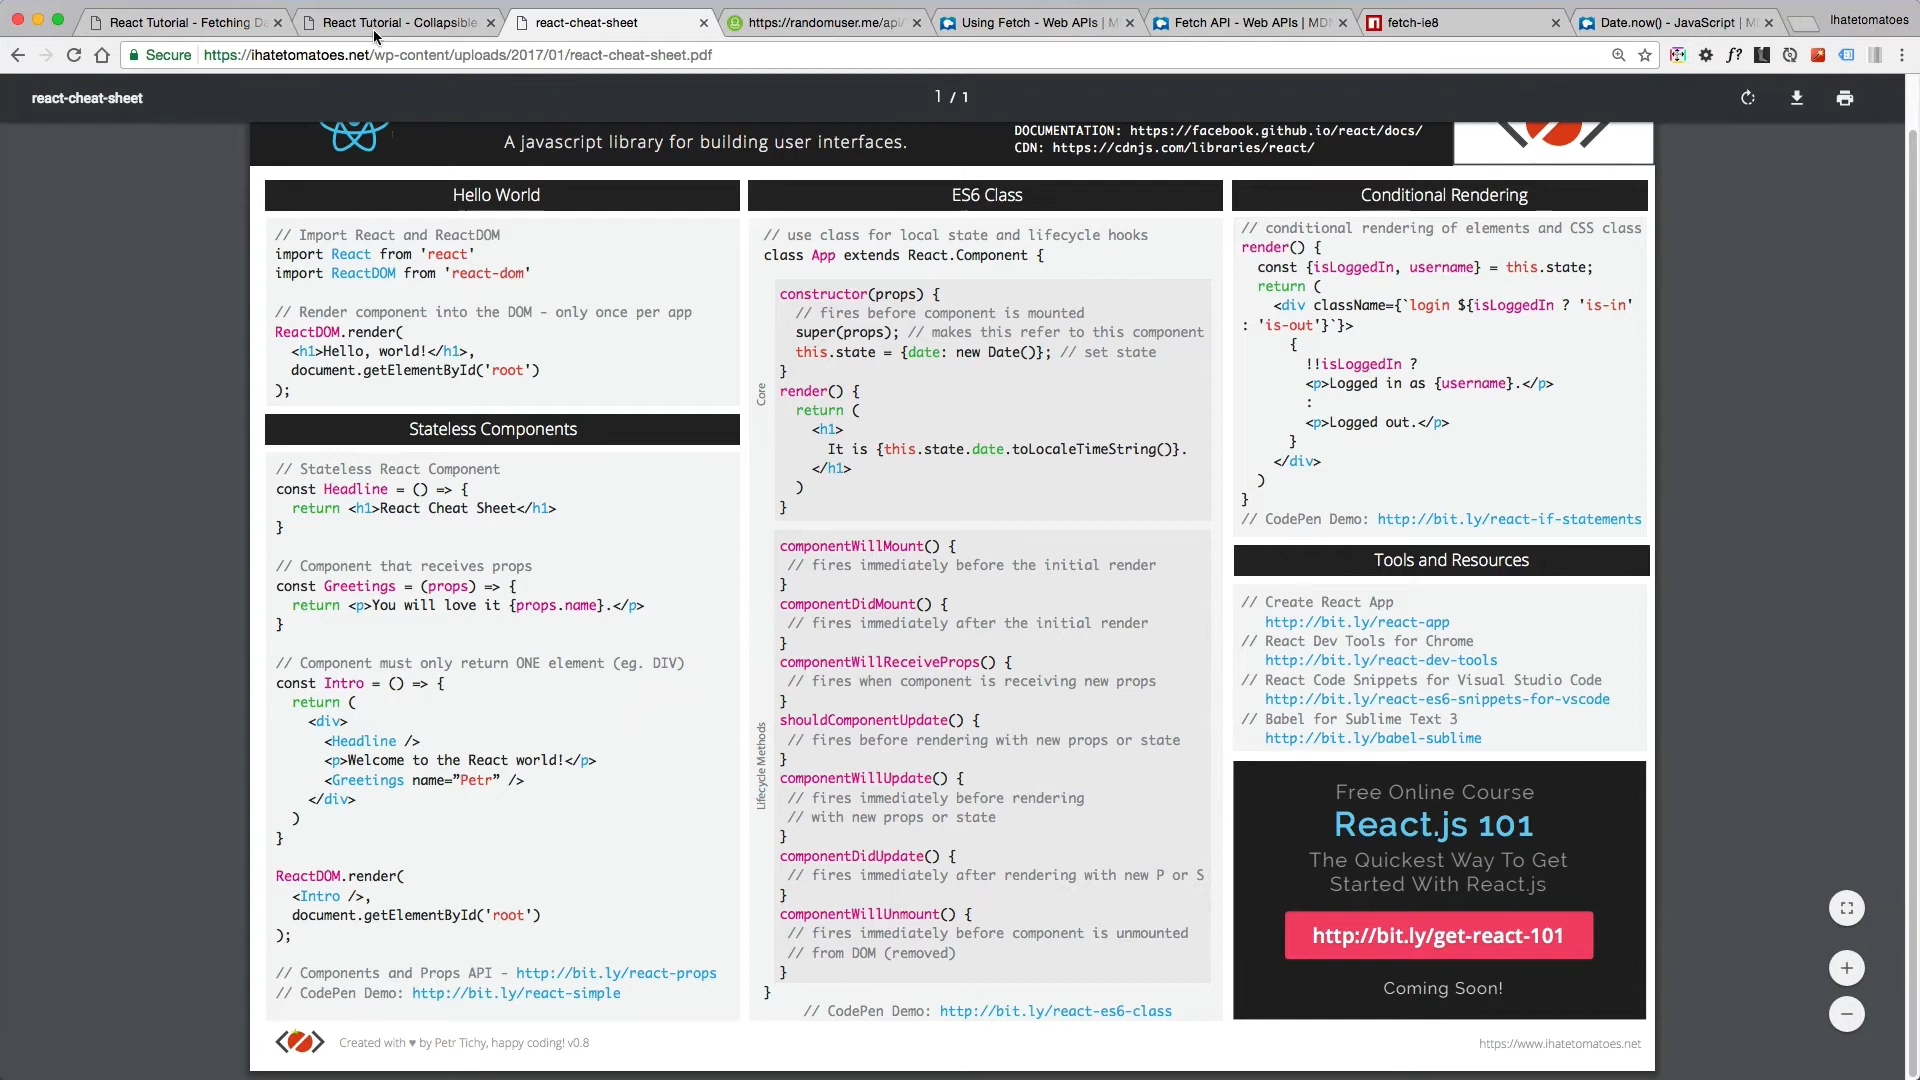 React Tutorial - Fetching Da
React Tutorial - Collapsible
react-cheat-sheet
https://randomuser.me/api/
Using Fetch - Web APIs | M
Fetch API - Web APIs | MDN
fetch-ie8
Date.now() - JavaScript | M
Ihatetomatoes
Secure
https://ihatetomatoes.net/wp-content/uploads/2017/01/react-cheat-sheet.pdf
f?
react-cheat-sheet
1 / 1
A javascript library for building user interfaces.
DOCUMENTATION: https://facebook.github.io/react/docs/
CDN: https://cdnjs.com/libraries/react/
Hello World
// Import React and ReactDOM
import React from 'react'
import ReactDOM from 'react-dom'
// Render component into the DOM - only once per app
ReactDOM.render(
<h1>Hello, world!</h1>,
document.getElementById('root')
);
Stateless Components
// Stateless React Component
const Headline = () => {
return <h1>React Cheat Sheet</h1>
}
// Component that receives props
const Greetings = (props) => {
return <p>You will love it {props.name}.</p>
}
// Component must only return ONE element (eg. DIV)
const Intro = () => {
return (
<div>
<Headline />
<p>Welcome to the React world!</p>
<Greetings name=”Petr” />
</div>
)
}
ReactDOM.render(
<Intro />,
document.getElementById('root')
);
// Components and Props API - http://bit.ly/react-props
// CodePen Demo: http://bit.ly/react-simple
ES6 Class
// use class for local state and lifecycle hooks
class App extends React.Component {
Core
constructor(props) {
// fires before component is mounted
super(props); // makes this refer to this component
this.state = {date: new Date()}; // set state
}
render() {
return (
<h1>
It is {this.state.date.toLocaleTimeString()}.
</h1>
)
}
Lifecycle Methods
componentWillMount() {
// fires immediately before the initial render
}
componentDidMount() {
// fires immediately after the initial render
}
componentWillReceiveProps() {
// fires when component is receiving new props
}
shouldComponentUpdate() {
// fires before rendering with new props or state
}
componentWillUpdate() {
// fires immediately before rendering
// with new props or state
}
componentDidUpdate() {
// fires immediately after rendering with new P or S
}
componentWillUnmount() {
// fires immediately before component is unmounted
// from DOM (removed)
}
}
// CodePen Demo: http://bit.ly/react-es6-class
Conditional Rendering
// conditional rendering of elements and CSS class
render() {
const {isLoggedIn, username} = this.state;
return (
<div className={`login ${isLoggedIn ? 'is-in'
: 'is-out'}`}>
{
!!isLoggedIn ?
<p>Logged in as {username}.</p>
:
<p>Logged out.</p>
}
</div>
)
}
// CodePen Demo: http://bit.ly/react-if-statements
Tools and Resources
// Create React App
http://bit.ly/react-app
// React Dev Tools for Chrome
http://bit.ly/react-dev-tools
// React Code Snippets for Visual Studio Code
http://bit.ly/react-es6-snippets-for-vscode
// Babel for Sublime Text 3
http://bit.ly/babel-sublime
Free Online Course
React.js 101
The Quickest Way To Get
Started With React.js
http://bit.ly/get-react-101
Coming Soon!
Created with ♥ by Petr Tichy, happy coding! v0.8
https://www.ihatetomatoes.net